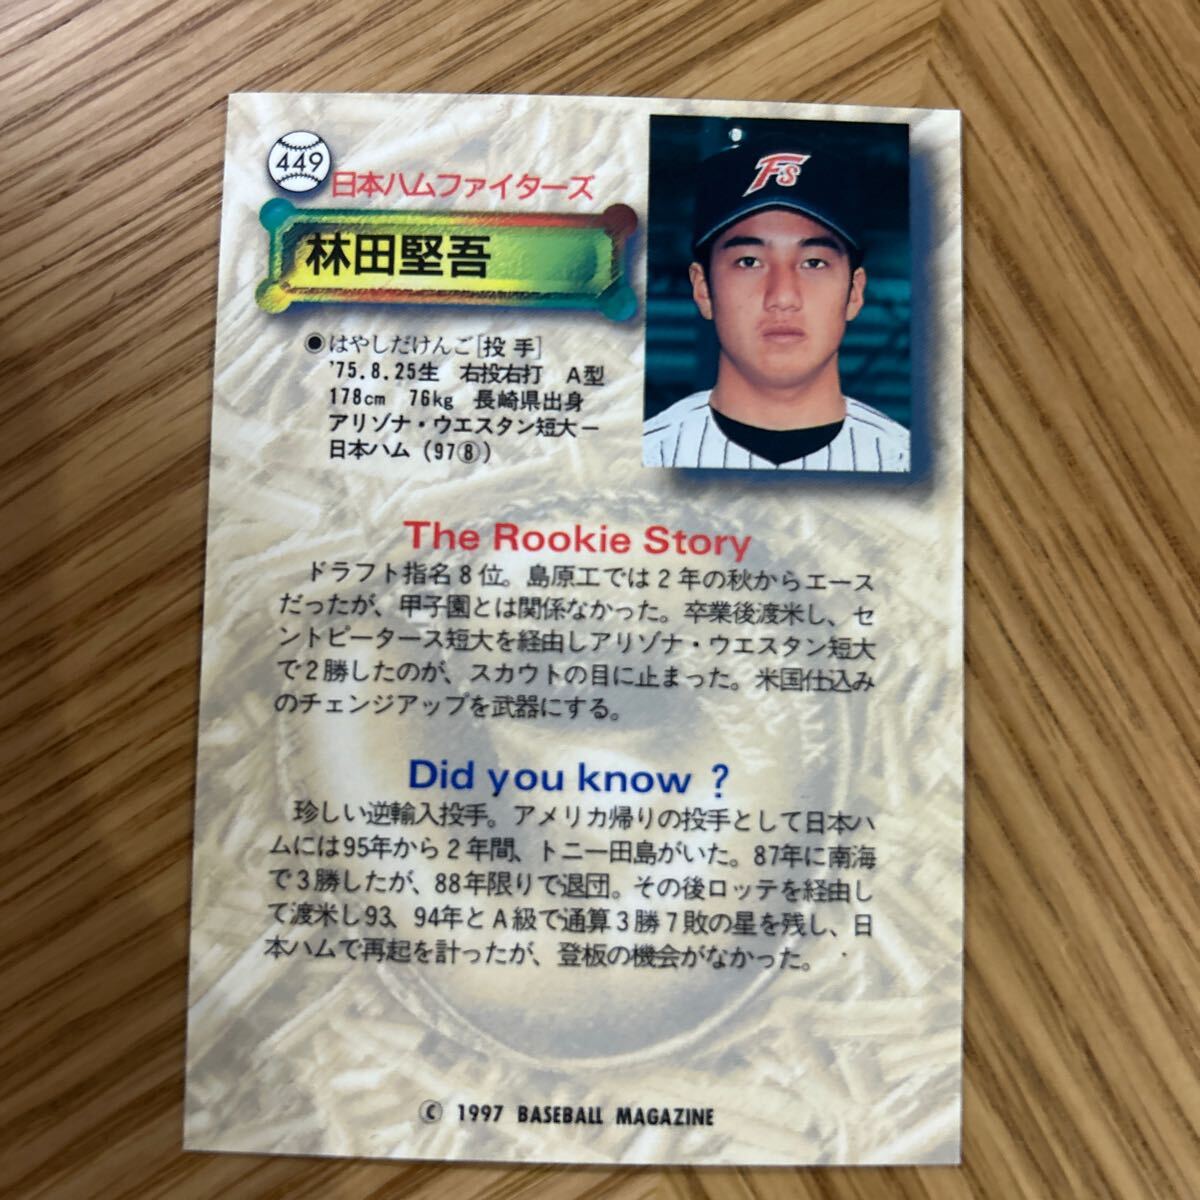 449
日本ハムファイターズ
F's
林田堅吾
●はやしだけんご[投手]
'75.8.25生 右投右打 A型
178cm 76kg 長崎県出身
アリゾナ・ウエスタン短大－
日本ハム (97⑧)
The Rookie Story
ドラフト指名8位。島原工では2年の秋からエース
だったが、甲子園とは関係なかった。卒業後渡米し、セ
ントピータース短大を経由しアリゾナ・ウエスタン短大
で2勝したのが、スカウトの目に止まった。米国仕込み
のチェンジアップを武器にする。
Did you know ?
珍しい逆輸入投手。アメリカ帰りの投手として日本ハ
ムには95年から2年間、トニー田島がいた。87年に南海
で3勝したが、88年限りで退団。その後ロッテを経由し
て渡米し93、94年とA級で通算3勝7敗の星を残し、日
本ハムで再起を計ったが、登板の機会がなかった。
© 1997 BASEBALL MAGAZINE